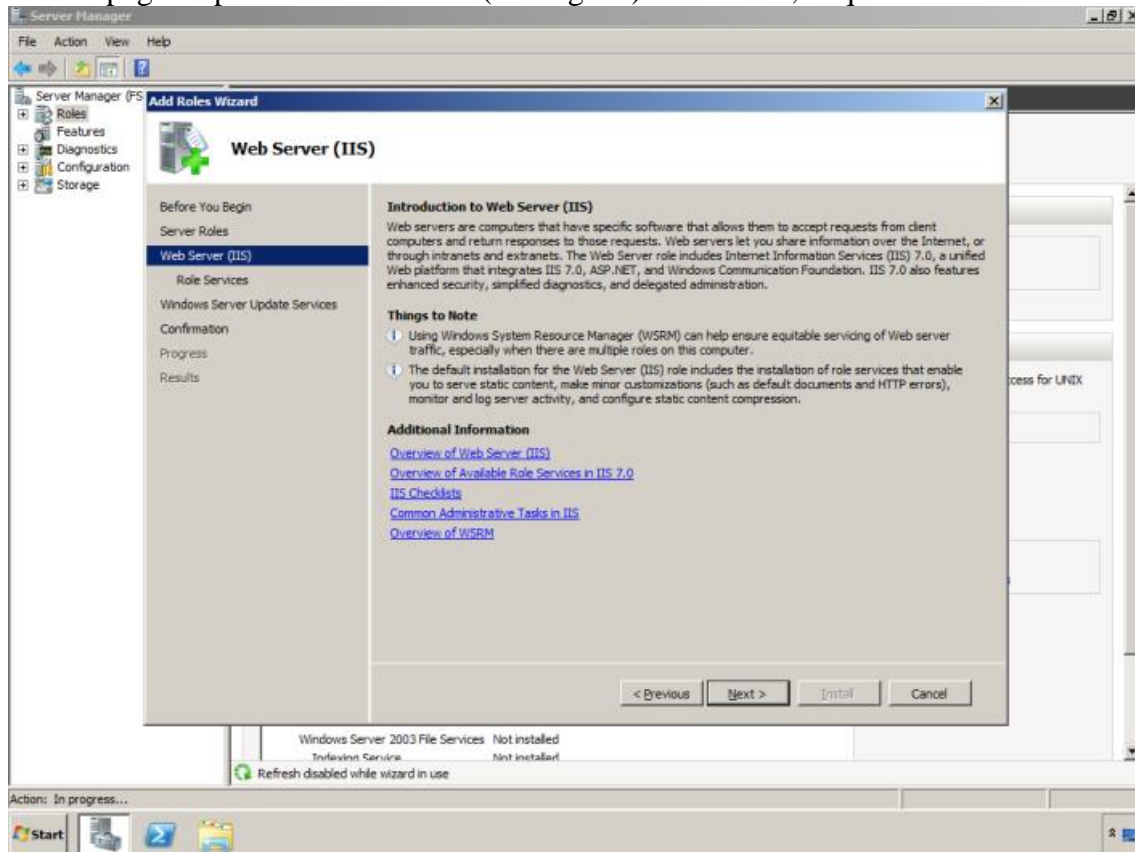 Server Manager
File Action View Help
Server Manager (FS
Roles
Features
Diagnostics
Configuration
Storage
Add Roles Wizard
Web Server (IIS)
Before You Begin
Server Roles
Web Server (IIS)
Role Services
Windows Server Update Services
Confirmation
Progress
Results
Introduction to Web Server (IIS)
Web servers are computers that have specific software that allows them to accept requests from client
computers and return responses to those requests. Web servers let you share information over the Internet, or
through intranets and extranets. The Web Server role includes Internet Information Services (IIS) 7.0, a unified
Web platform that integrates IIS 7.0, ASP.NET, and Windows Communication Foundation. IIS 7.0 also features
enhanced security, simplified diagnostics, and delegated administration.
Things to Note
Using Windows System Resource Manager (WSRM) can help ensure equitable servicing of Web server
traffic, especially when there are multiple roles on this computer.
The default installation for the Web Server (IIS) role includes the installation of role services that enable
you to serve static content, make minor customizations (such as default documents and HTTP errors),
monitor and log server activity, and configure static content compression.
Additional Information
Overview of Web Server (IIS)
Overview of Available Role Services in IIS 7.0
IIS Checklists
Common Administrative Tasks in IIS
Overview of WSRM
< Previous Next > Install Cancel
ccess for UNIX
Windows Server 2003 File Services Not installed
Indexing Service Not installed
Refresh disabled while wizard in use
Action: In progress...
Start